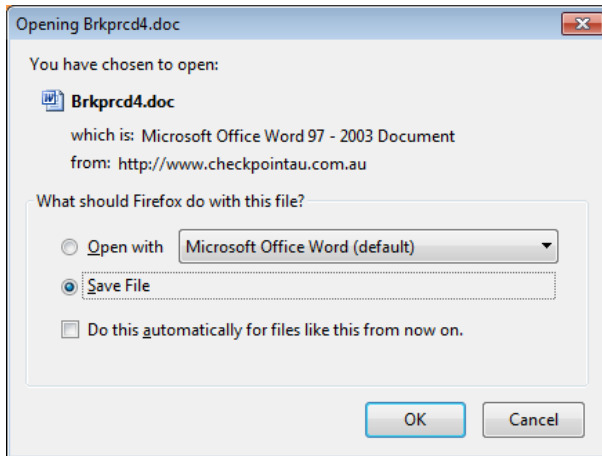 Opening Brkprcd4.doc
You have chosen to open:
Brkprcd4.doc
which is: Microsoft Office Word 97 - 2003 Document
from: http://www.checkpointau.com.au
What should Firefox do with this file?
Open with Microsoft Office Word (default)
Save File
Do this automatically for files like this from now on.
OK Cancel